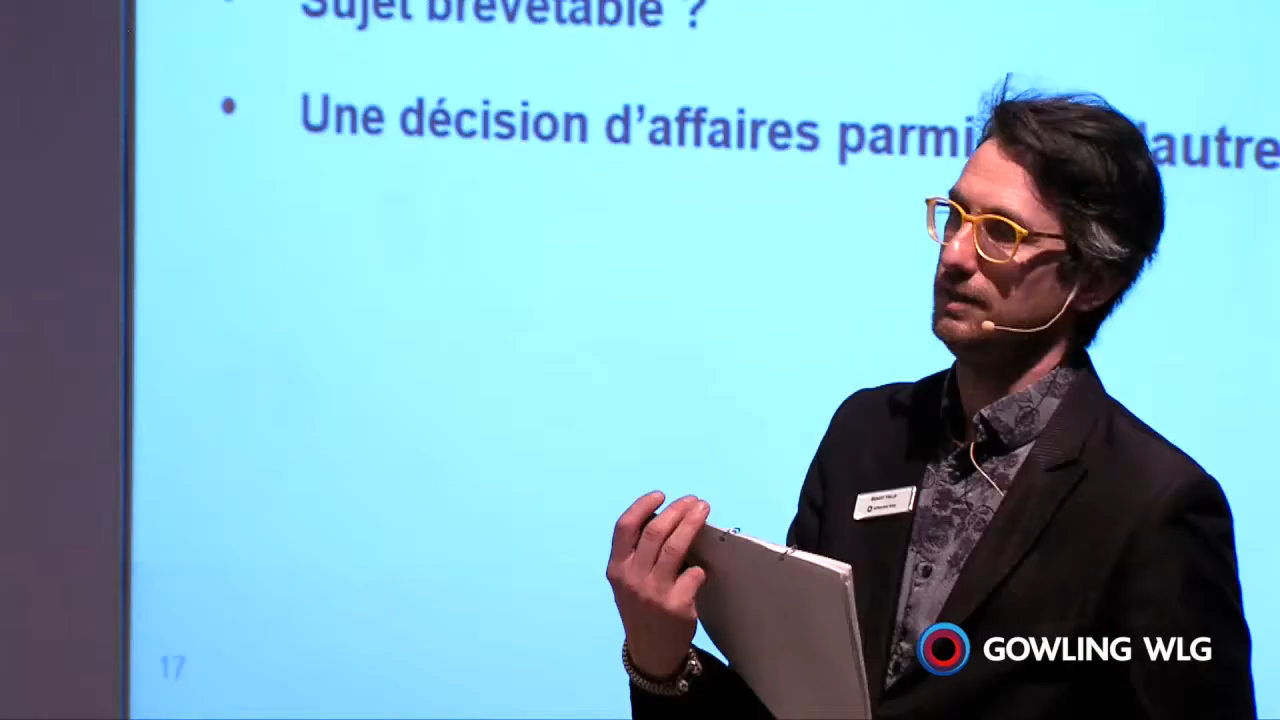 Sujet brevetable ?
• Une décision d'affaires parmi d'autre
17
GOWLING WLG